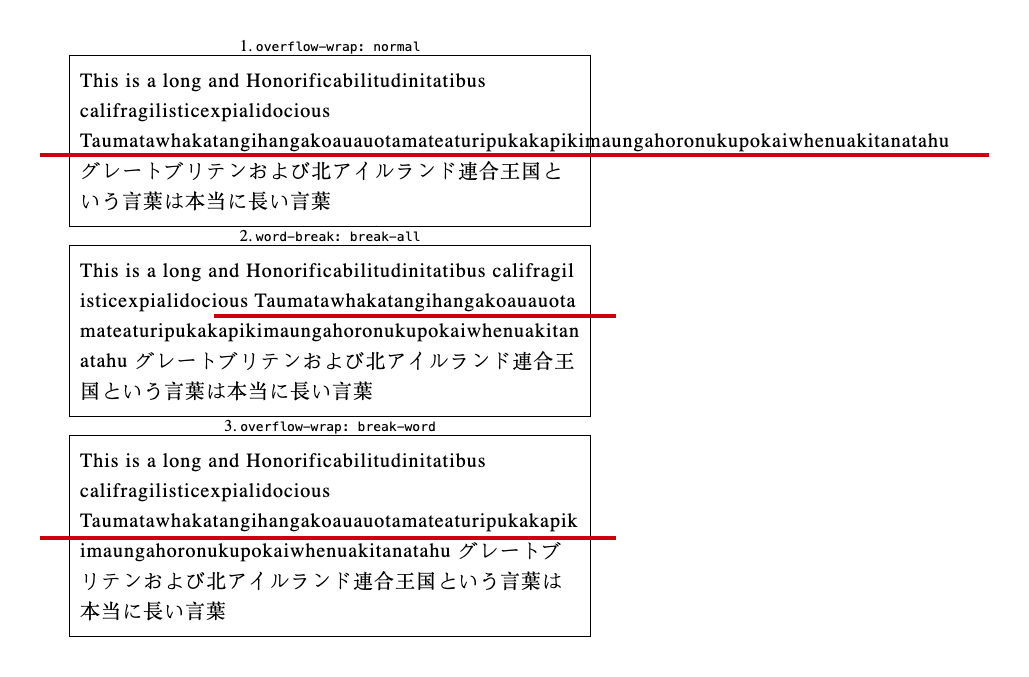 1. overflow-wrap: normal
This is a long and Honorificabilitudinitatibus
califragilisticexpialidocious
Taumatawhakatangihangakoauauotamateaturipukakapikimaungahoronukupokaiwhenuakitanatahu
グレートブリテンおよび北アイルランド連合王国と
いう言葉は本当に長い言葉
2. word-break: break-all
This is a long and Honorificabilitudinitatibus califragil
isticexpialidocious Taumatawhakatangihangakoauauota
mateaturipukakapikimaungahoronukupokaiwhenuakitan
atahu グレートブリテンおよび北アイルランド連合王
国という言葉は本当に長い言葉
3. overflow-wrap: break-word
This is a long and Honorificabilitudinitatibus
califragilisticexpialidocious
Taumatawhakatangihangakoauauotamateaturipukakapik
imaungahoronukupokaiwhenuakitanatahu グレートブ
リテンおよび北アイルランド連合王国という言葉は
本当に長い言葉